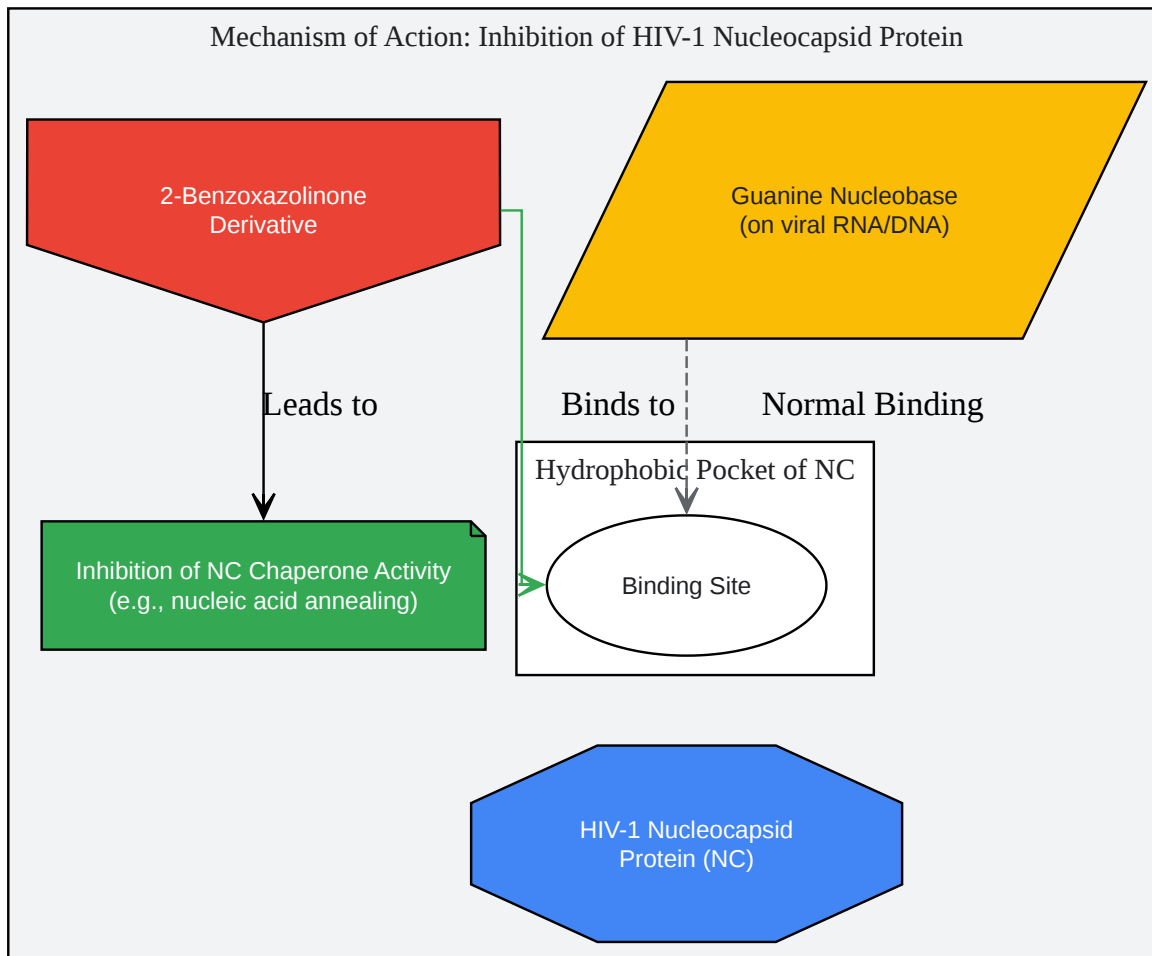 Mechanism of Action: Inhibition of HIV-1 Nucleocapsid Protein
2-Benzoxazolinone
Derivative
Guanine Nucleobase
(on viral RNA/DNA)
Leads to
Binds to
Normal Binding
Hydrophobic Pocket of NC
Inhibition of NC Chaperone Activity
(e.g., nucleic acid annealing)
Binding Site
HIV-1 Nucleocapsid
Protein (NC)